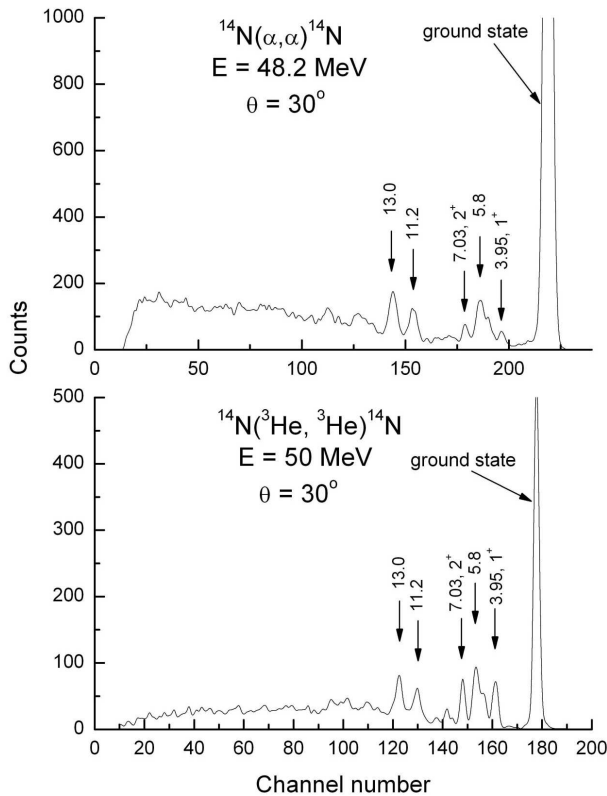 ¹⁴N(α,α)¹⁴N
E = 48.2 MeV
θ = 30°
ground state
1000
800
600
400
200
0
13.0
11.2
7.03, 2⁺
5.8
3.95, 1⁺
0 50 100 150 200
Counts
¹⁴N(³He, ³He)¹⁴N
E = 50 MeV
θ = 30°
ground state
500
400
300
200
100
0
13.0
11.2
7.03, 2⁺
5.8
3.95, 1⁺
0 20 40 60 80 100 120 140 160 180 200
Channel number